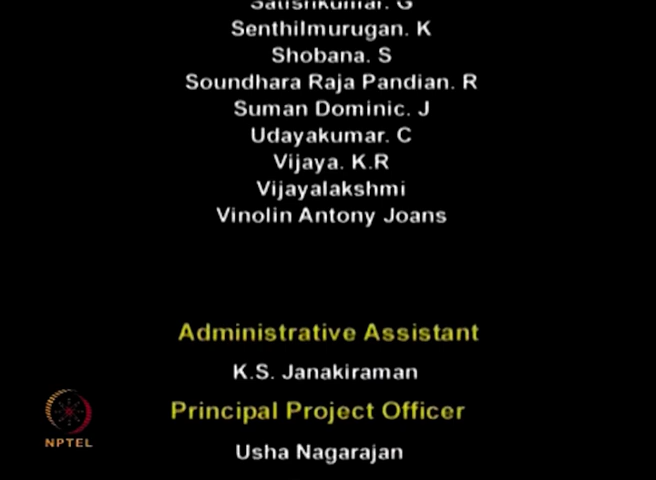 Satishkumar. G
Senthilmurugan. K
Shobana. S
Soundhara Raja Pandian. R
Suman Dominic. J
Udayakumar. C
Vijaya. K.R
Vijayalakshmi
Vinolin Antony Joans
Administrative Assistant
K.S. Janakiraman
Principal Project Officer
Usha Nagarajan
NPTEL